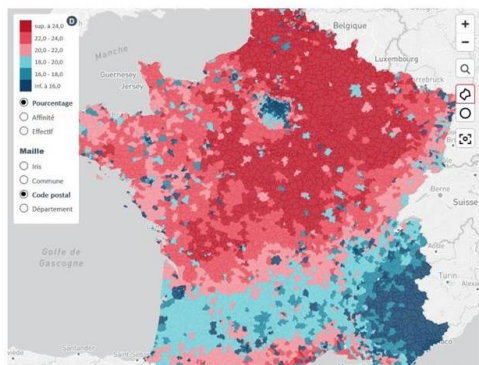 D
sup. à 24,0
22,0 - 24,0
20,0 - 22,0
18,0 - 20,0
16,0 - 18,0
inf. à 16,0
Pourcentage
Affinité
Effectif
Maille
Iris
Commune
Code postal
Département
Manche
Guernesey
Jersey
Belgique
Luxembourg
Berne
Suisse
Turin
Golfe de
Gascogne
Santander
+
−